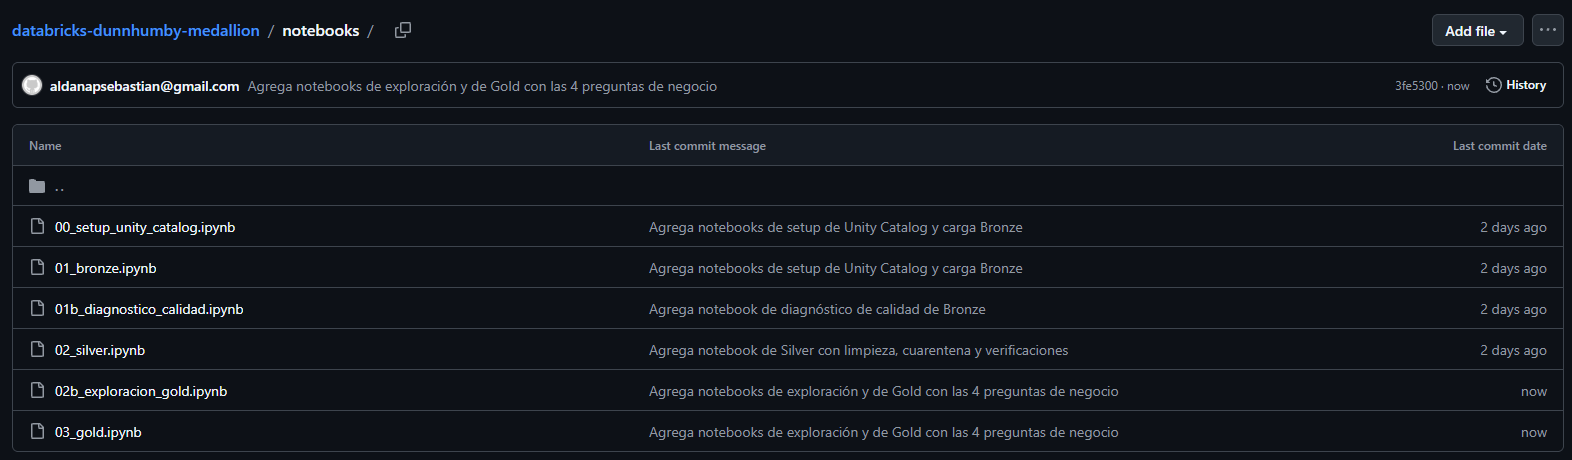 databricks-dunnhumby-medallion / notebooks /
Add file
aldanapsebastian@gmail.com Agrega notebooks de exploración y de Gold con las 4 preguntas de negocio 3fe5300 · now History
Name Last commit message Last commit date
..
00_setup_unity_catalog.ipynb Agrega notebooks de setup de Unity Catalog y carga Bronze 2 days ago
01_bronze.ipynb Agrega notebooks de setup de Unity Catalog y carga Bronze 2 days ago
01b_diagnostico_calidad.ipynb Agrega notebook de diagnóstico de calidad de Bronze 2 days ago
02_silver.ipynb Agrega notebook de Silver con limpieza, cuarentena y verificaciones 2 days ago
02b_exploracion_gold.ipynb Agrega notebooks de exploración y de Gold con las 4 preguntas de negocio now
03_gold.ipynb Agrega notebooks de exploración y de Gold con las 4 preguntas de negocio now